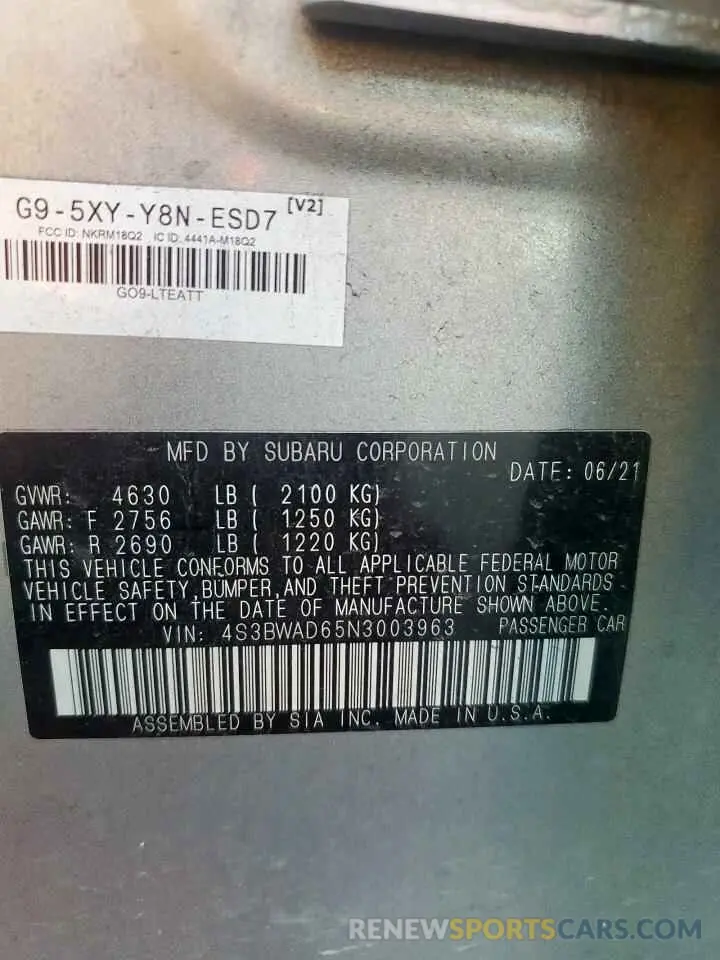 G9-5XY-Y8N-ESD7 [V2]
FCC ID: NKRM18Q2 IC ID: 4441A-M18Q2
GO9-LTEATT
MFD BY SUBARU CORPORATION
DATE: 06/21
GVWR: 4630 LB ( 2100 KG)
GAWR: F 2756 LB ( 1250 KG)
GAWR: R 2690 LB ( 1220 KG)
THIS VEHICLE CONFORMS TO ALL APPLICABLE FEDERAL MOTOR
VEHICLE SAFETY,BUMPER,AND THEFT PREVENTION STANDARDS
IN EFFECT ON THE DATE OF MANUFACTURE SHOWN ABOVE.
VIN: 4S3BWAD65N3003963 PASSENGER CAR
ASSEMBLED BY SIA INC. MADE IN U.S.A.
RENEWSPORTSCARS.COM